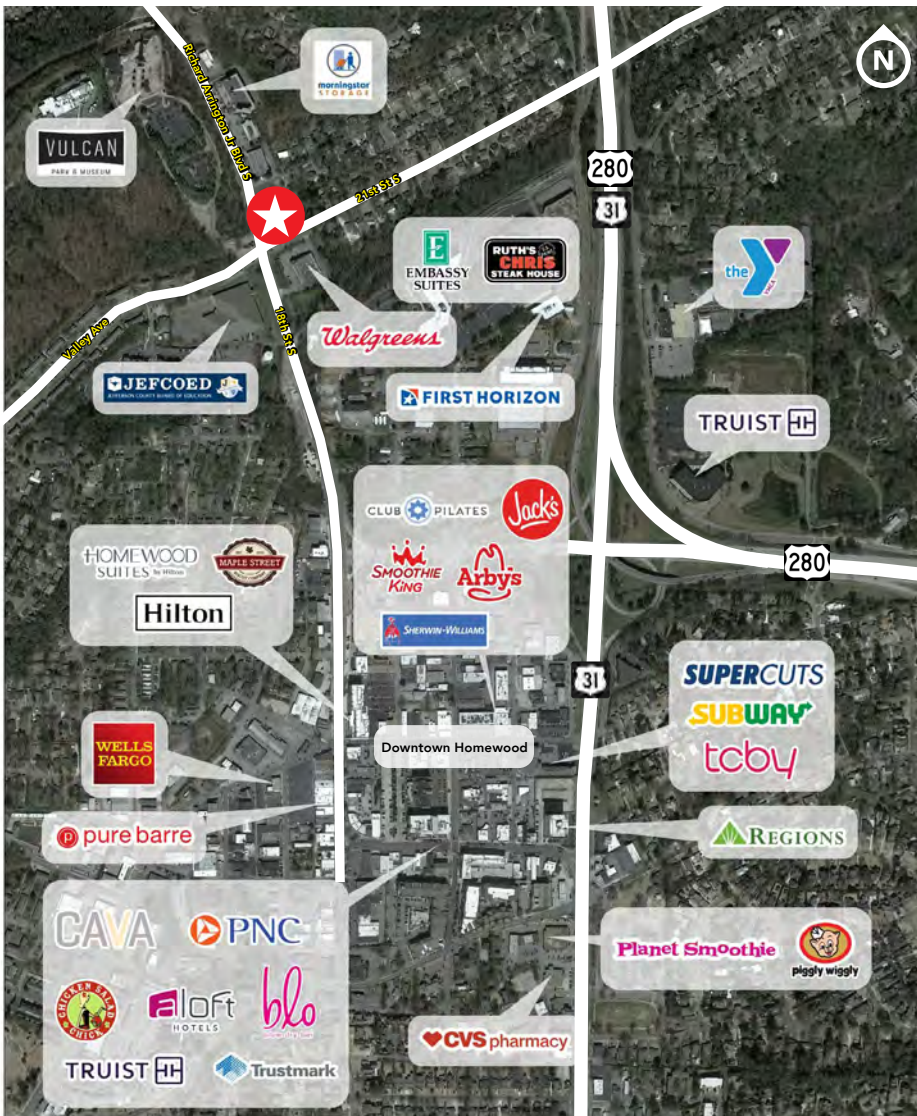 N
Richard Arrington Jr Blvd S
morningstar
STORAGE
VULCAN
PARK & MUSEUM
21st St S
280
31
E
EMBASSY
SUITES
RUTH'S
CHRIS
STEAK HOUSE
the
YMCA
Valley Ave
18th St S
Walgreens
JEFCOED
JEFFERSON COUNTY BOARD OF EDUCATION
FIRST HORIZON
TRUIST
CLUB PILATES
Jack's
SMOOTHIE
KING
Arby's
SHERWIN-WILLIAMS
HOMEWOOD
SUITES by Hilton
MAPLE STREET
Hilton
280
31
SUPERCUTS
SUBWAY
tcby
Downtown Homewood
WELLS
FARGO
p pure barre
REGIONS
CAVA
PNC
CHICKEN SALAD
CHICK
aloft
HOTELS
blo
TRUIST
Trustmark
Planet Smoothie
piggly wiggly
CVS pharmacy